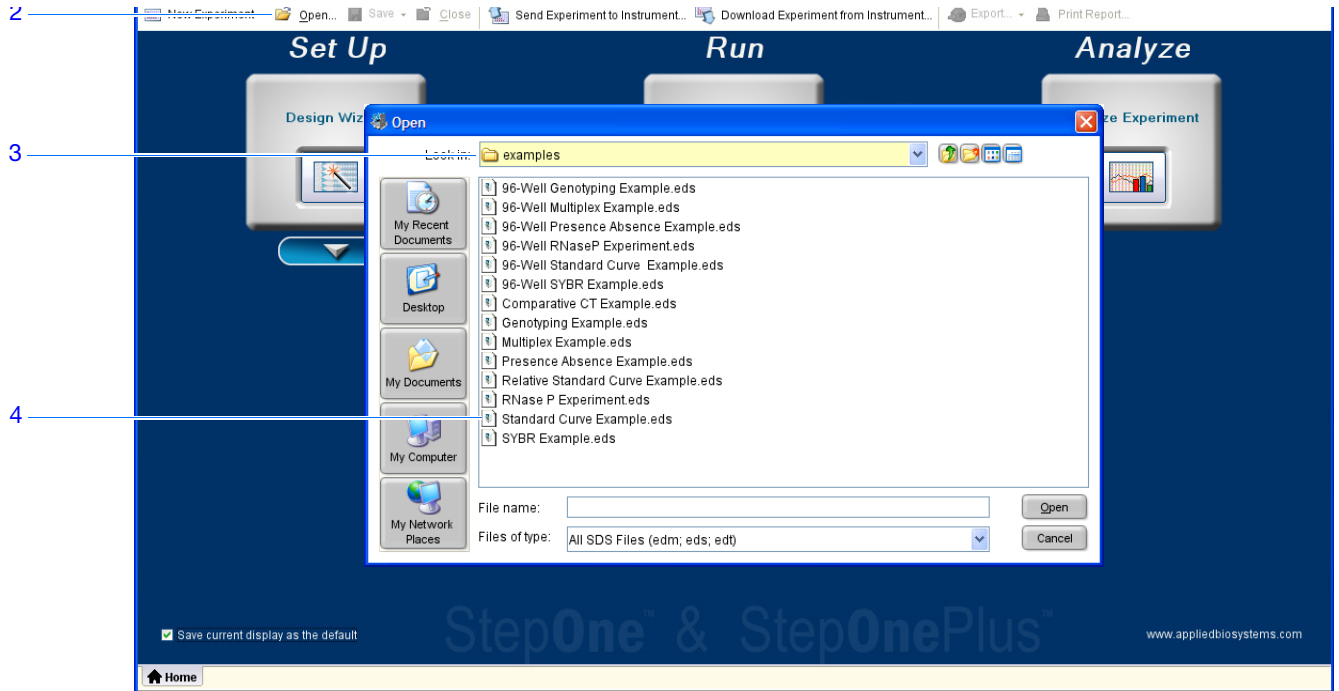 2
New Experiment Open... Save Close Send Experiment to Instrument... Download Experiment from Instrument... Export... Print Report...
Set Up Run Analyze
Design Wiz
ze Experiment
Open
3
Look in: examples
96-Well Genotyping Example.eds
96-Well Multiplex Example.eds
96-Well Presence Absence Example.eds
96-Well RNaseP Experiment.eds
96-Well Standard Curve Example.eds
96-Well SYBR Example.eds
Comparative CT Example.eds
Genotyping Example.eds
Multiplex Example.eds
Presence Absence Example.eds
Relative Standard Curve Example.eds
RNase P Experiment.eds
4
Standard Curve Example.eds
SYBR Example.eds
My Recent
Documents
Desktop
My Documents
My Computer
My Network
Places
File name:
Open
Files of type: All SDS Files (edm; eds; edt)
Cancel
StepOne™ & StepOnePlus™
Save current display as the default
www.appliedbiosystems.com
Home